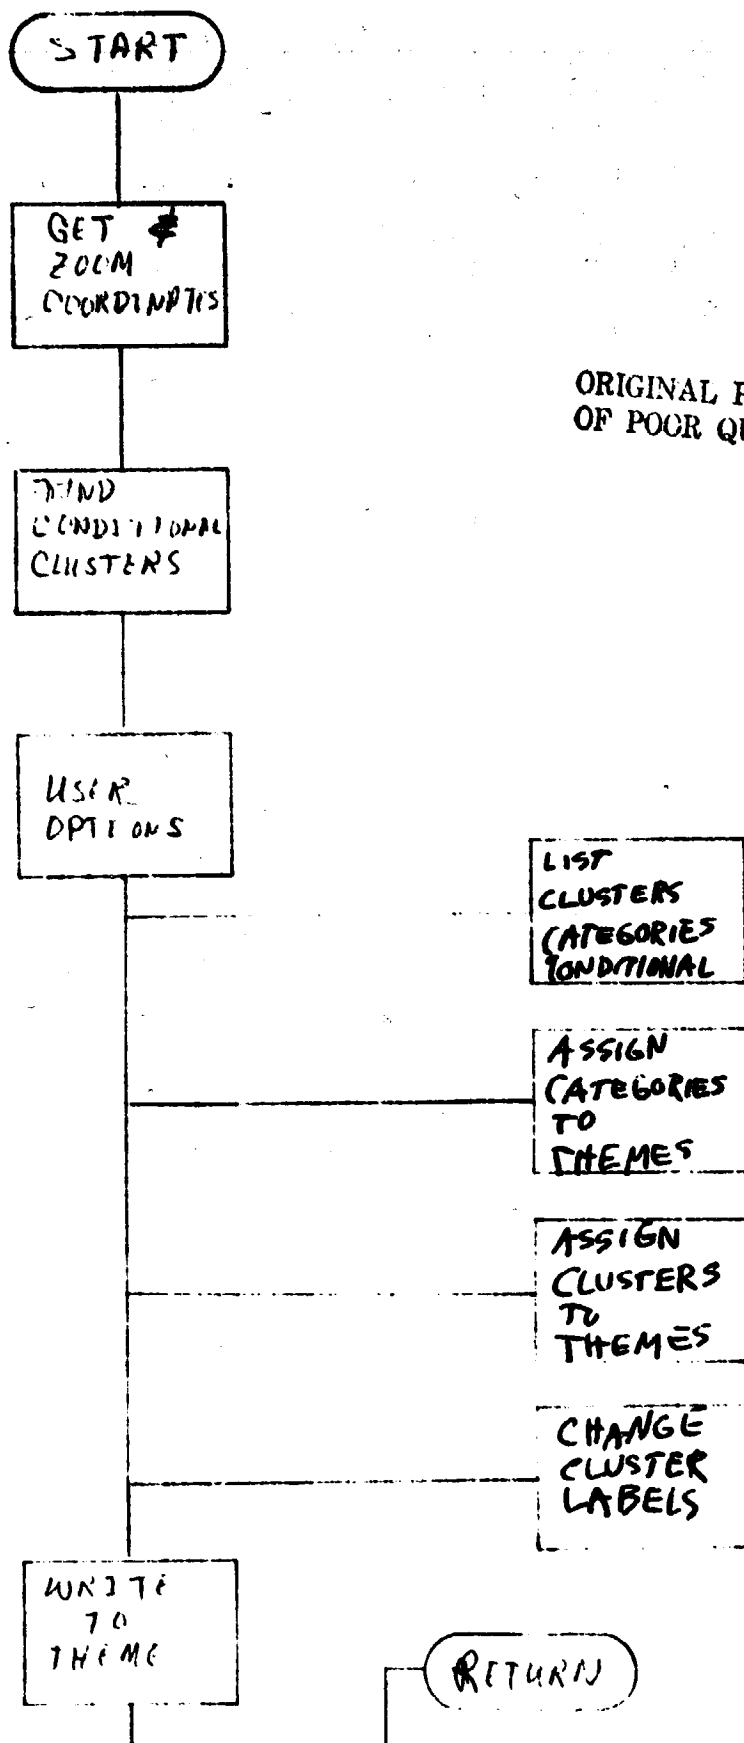 START
GET #
ZOOM
COORDINATES
ORIGINAL P
OF POOR QU
FIND
CONDITIONAL
CLUSTERS
USER
OPTIONS
LIST
CLUSTERS
CATEGORIES
CONDITIONAL
ASSIGN
CATEGORIES
TO
THEMES
ASSIGN
CLUSTERS
TO
THEMES
CHANGE
CLUSTER
LABELS
WRITE
TO
THEME
RETURN